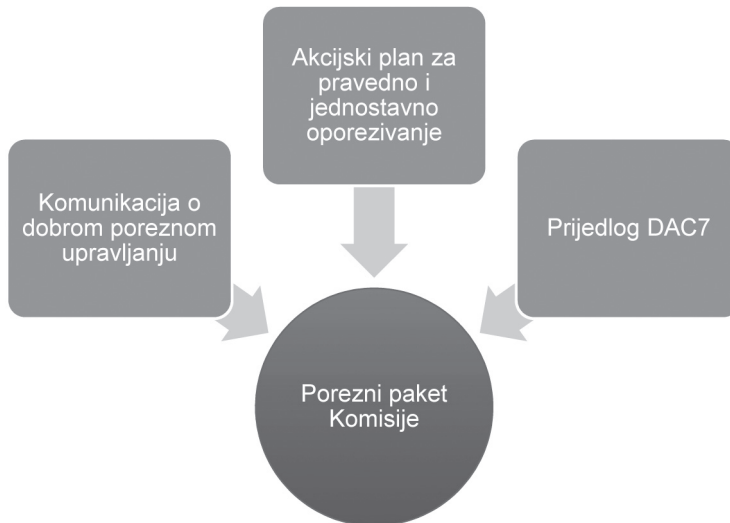 Akcijski plan za
pravedno i
jednostavno
oporezivanje
Komunikacija o
dobrom poreznom
upravljanju
Prijedlog DAC7
Porezni paket
Komisije